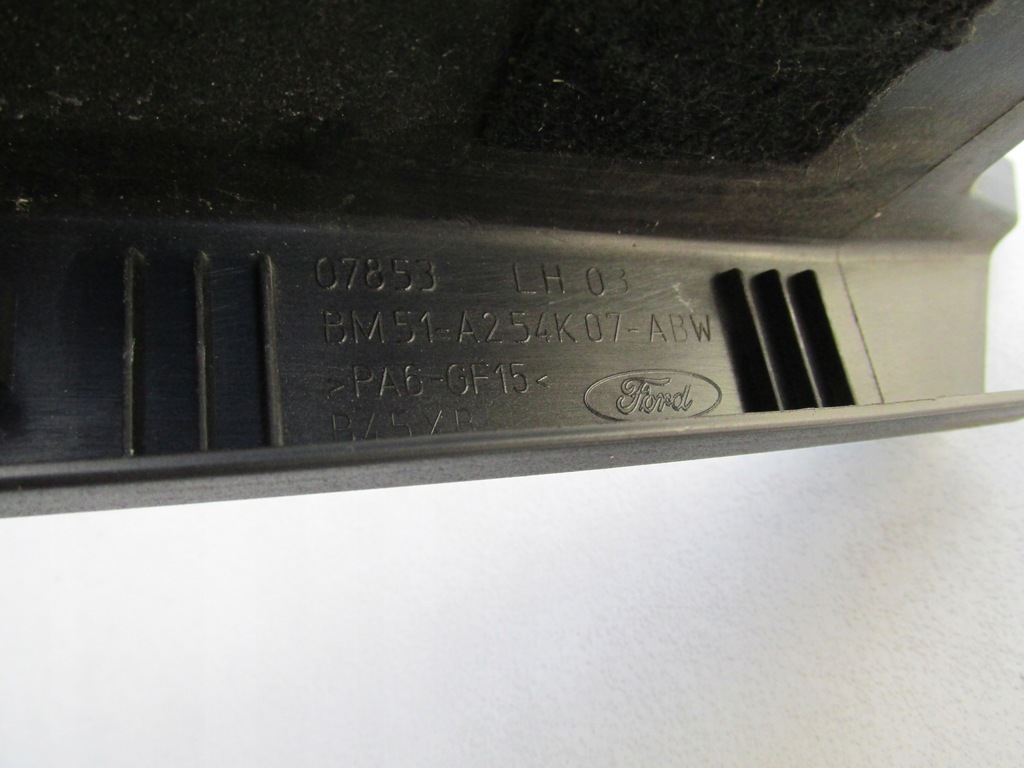 07853 LH 03
BM51-A254K07-ABW
>PA6-GF15<
Ford